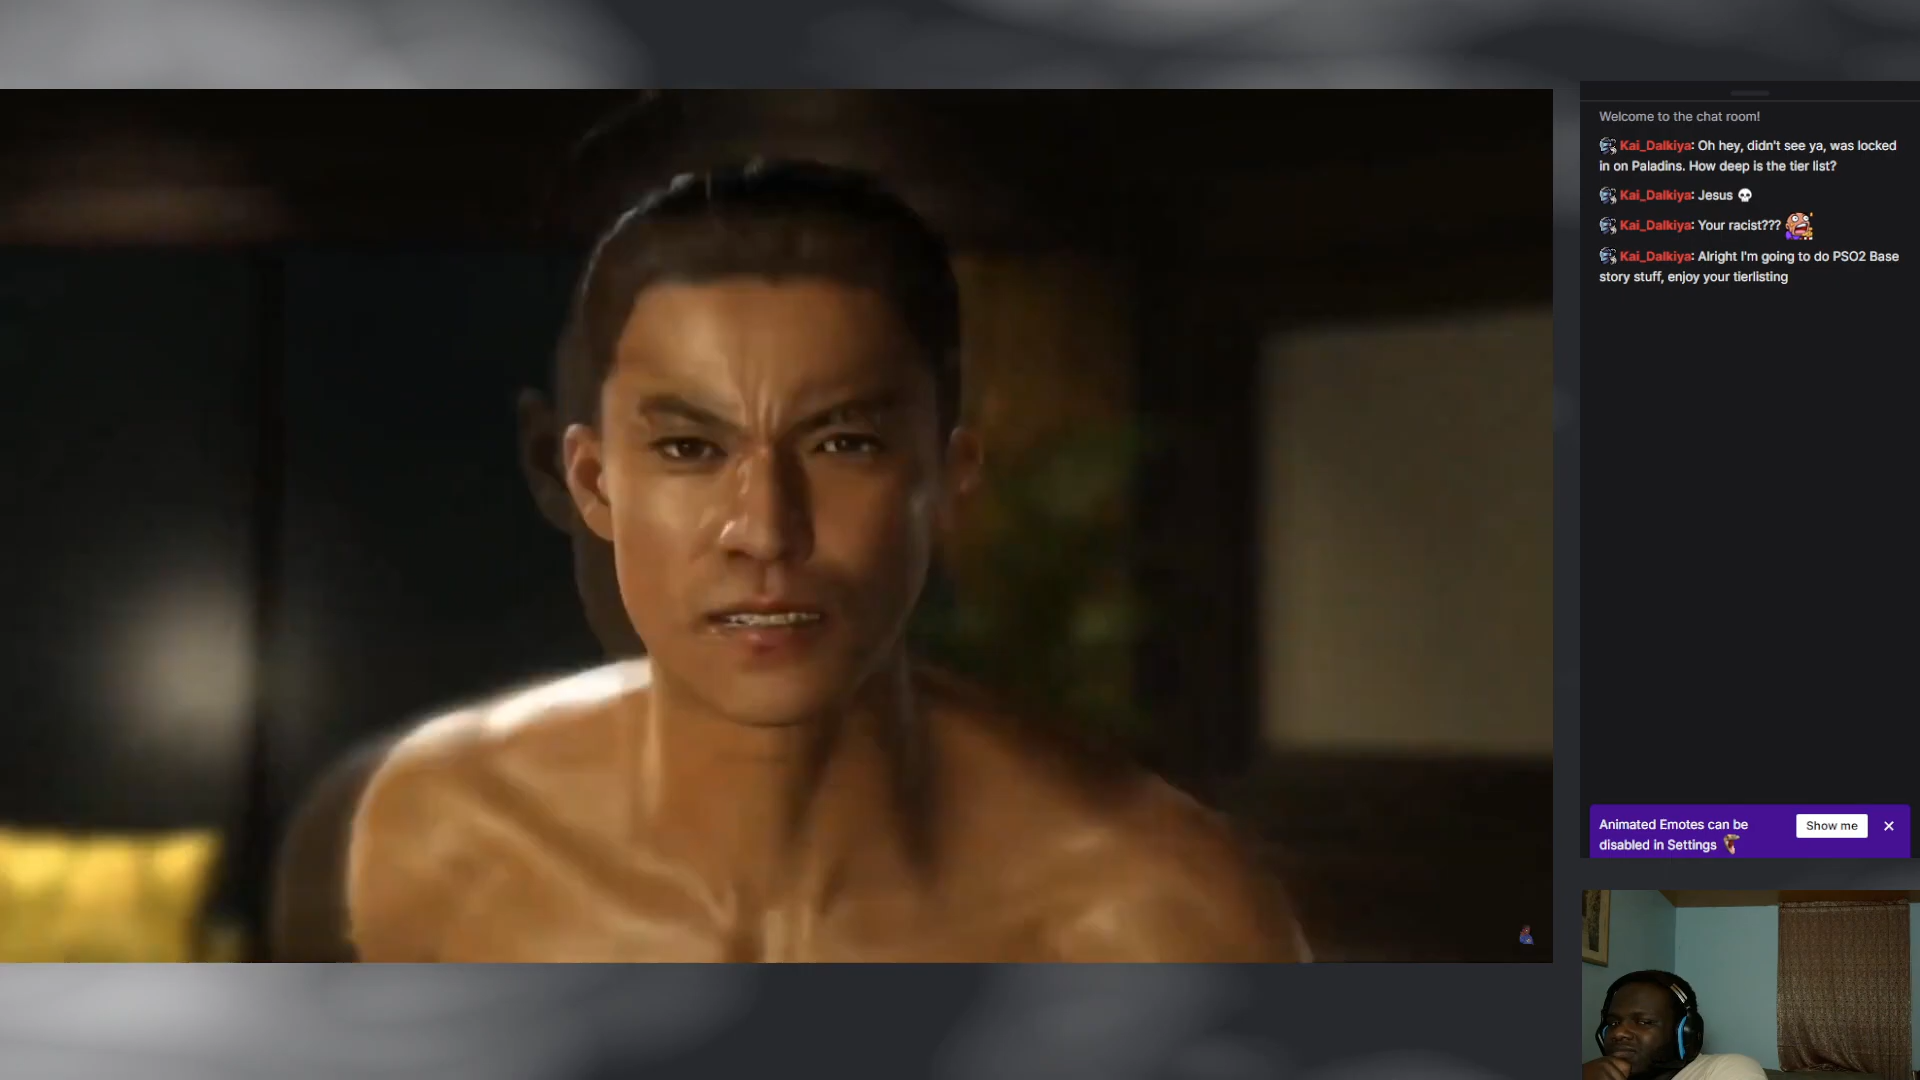 Welcome to the chat room!
Kai_Dalkiya: Oh hey, didn't see ya, was locked
in on Paladins. How deep is the tier list?
Kai_Dalkiya: Jesus 💀
Kai_Dalkiya: Your racist???
Kai_Dalkiya: Alright I'm going to do PSO2 Base
story stuff, enjoy your tierlisting
Animated Emotes can be
disabled in Settings
Show me